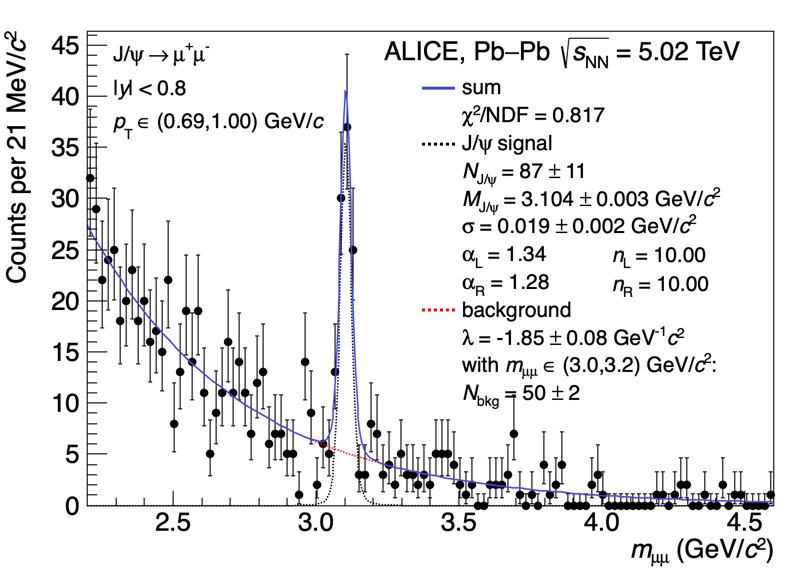 Counts per 21 MeV/c²
45
40
35
30
25
20
15
10
5
0
J/ψ → μ⁺μ⁻
|y| < 0.8
p_T ∈ (0.69,1.00) GeV/c
ALICE, Pb–Pb √s_NN = 5.02 TeV
sum
χ²/NDF = 0.817
J/ψ signal
N_J/ψ = 87 ± 11
M_J/ψ = 3.104 ± 0.003 GeV/c²
σ = 0.019 ± 0.002 GeV/c²
α_L = 1.34 n_L = 10.00
α_R = 1.28 n_R = 10.00
background
λ = -1.85 ± 0.08 GeV⁻¹c²
with m_μμ ∈ (3.0,3.2) GeV/c²:
N_bkg = 50 ± 2
2.5 3.0 3.5 4.0 4.5
m_μμ (GeV/c²)